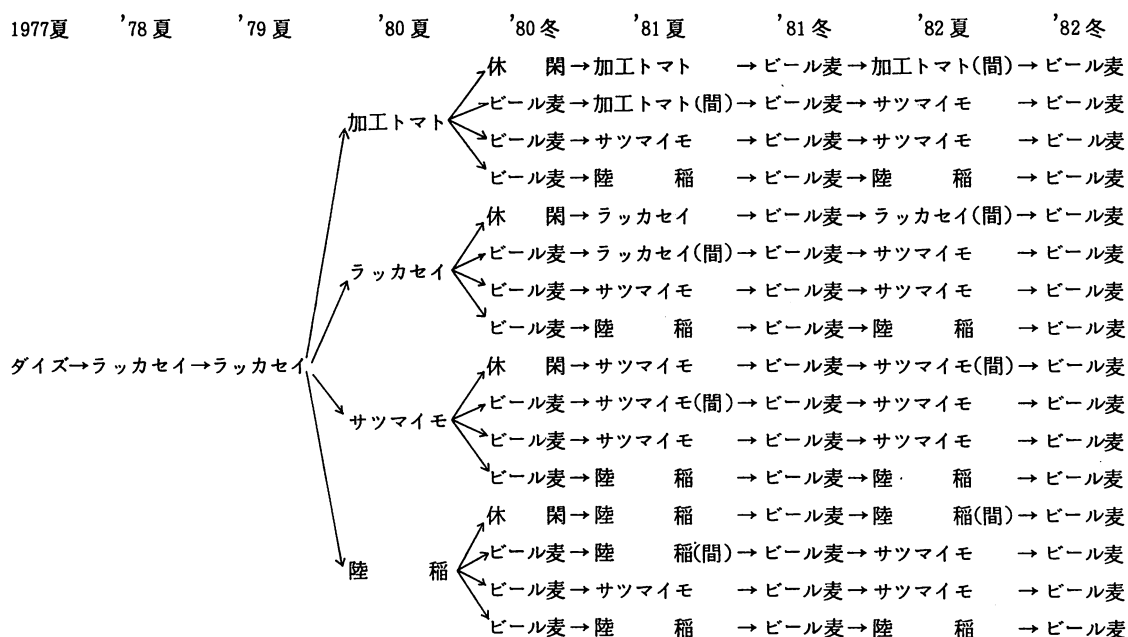 1977夏 '78夏 '79夏 '80夏 '80冬 '81夏 '81冬 '82夏 '82冬
休 閑→加工トマト →ビール麦→加工トマト(間)→ビール麦
ビール麦→加工トマト(間)→ビール麦→サツマイモ →ビール麦
加工トマト
ビール麦→サツマイモ →ビール麦→サツマイモ →ビール麦
ビール麦→陸 稲 →ビール麦→陸 稲 →ビール麦
休 閑→ラッカセイ →ビール麦→ラッカセイ(間)→ビール麦
ビール麦→ラッカセイ(間)→ビール麦→サツマイモ →ビール麦
ラッカセイ
ビール麦→サツマイモ →ビール麦→サツマイモ →ビール麦
ビール麦→陸 稲 →ビール麦→陸 稲 →ビール麦
ダイズ→ラッカセイ→ラッカセイ 休 閑→サツマイモ →ビール麦→サツマイモ(間)→ビール麦
ビール麦→サツマイモ(間)→ビール麦→サツマイモ →ビール麦
サツマイモ
ビール麦→サツマイモ →ビール麦→サツマイモ →ビール麦
ビール麦→陸 稲 →ビール麦→陸 稲 →ビール麦
休 閑→陸 稲 →ビール麦→陸 稲(間)→ビール麦
ビール麦→陸 稲(間)→ビール麦→サツマイモ →ビール麦
陸 稲
ビール麦→サツマイモ →ビール麦→サツマイモ →ビール麦
ビール麦→陸 稲 →ビール麦→陸 稲 →ビール麦